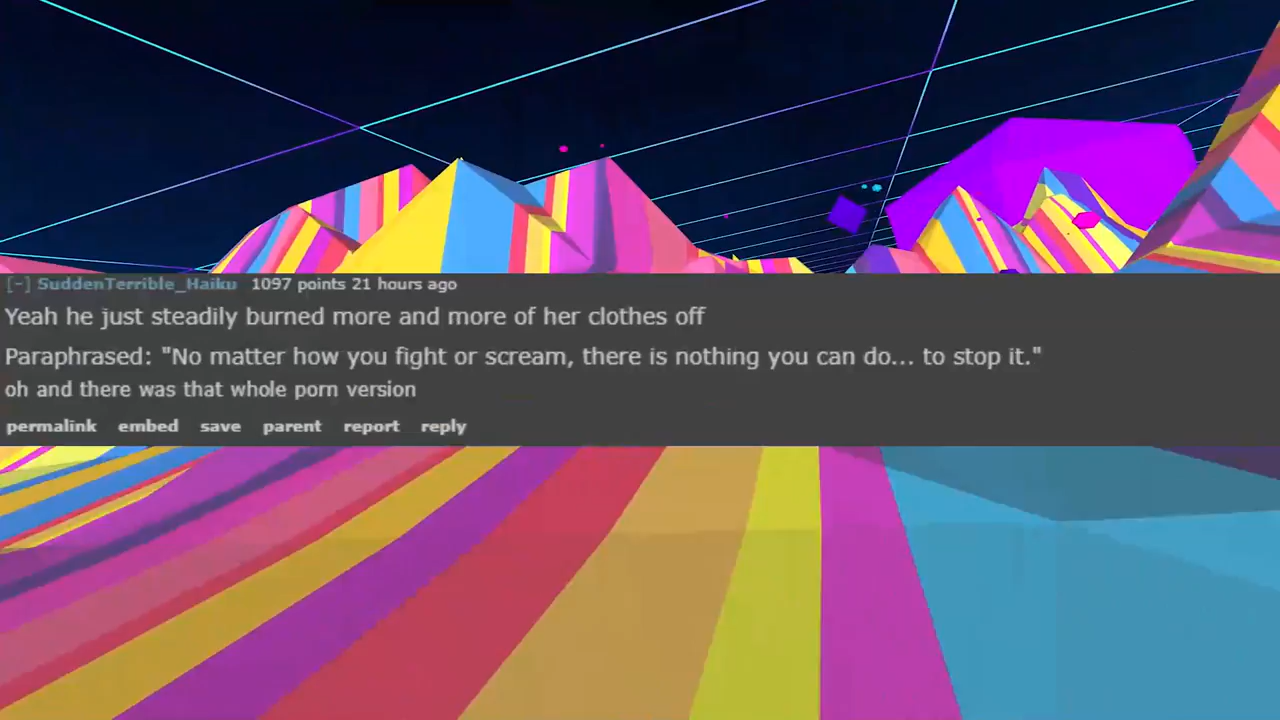 [-] SuddenTerrible_Haiku 1097 points 21 hours ago
Yeah he just steadily burned more and more of her clothes off
Paraphrased: "No matter how you fight or scream, there is nothing you can do... to stop it."
oh and there was that whole porn version
permalink embed save parent report reply